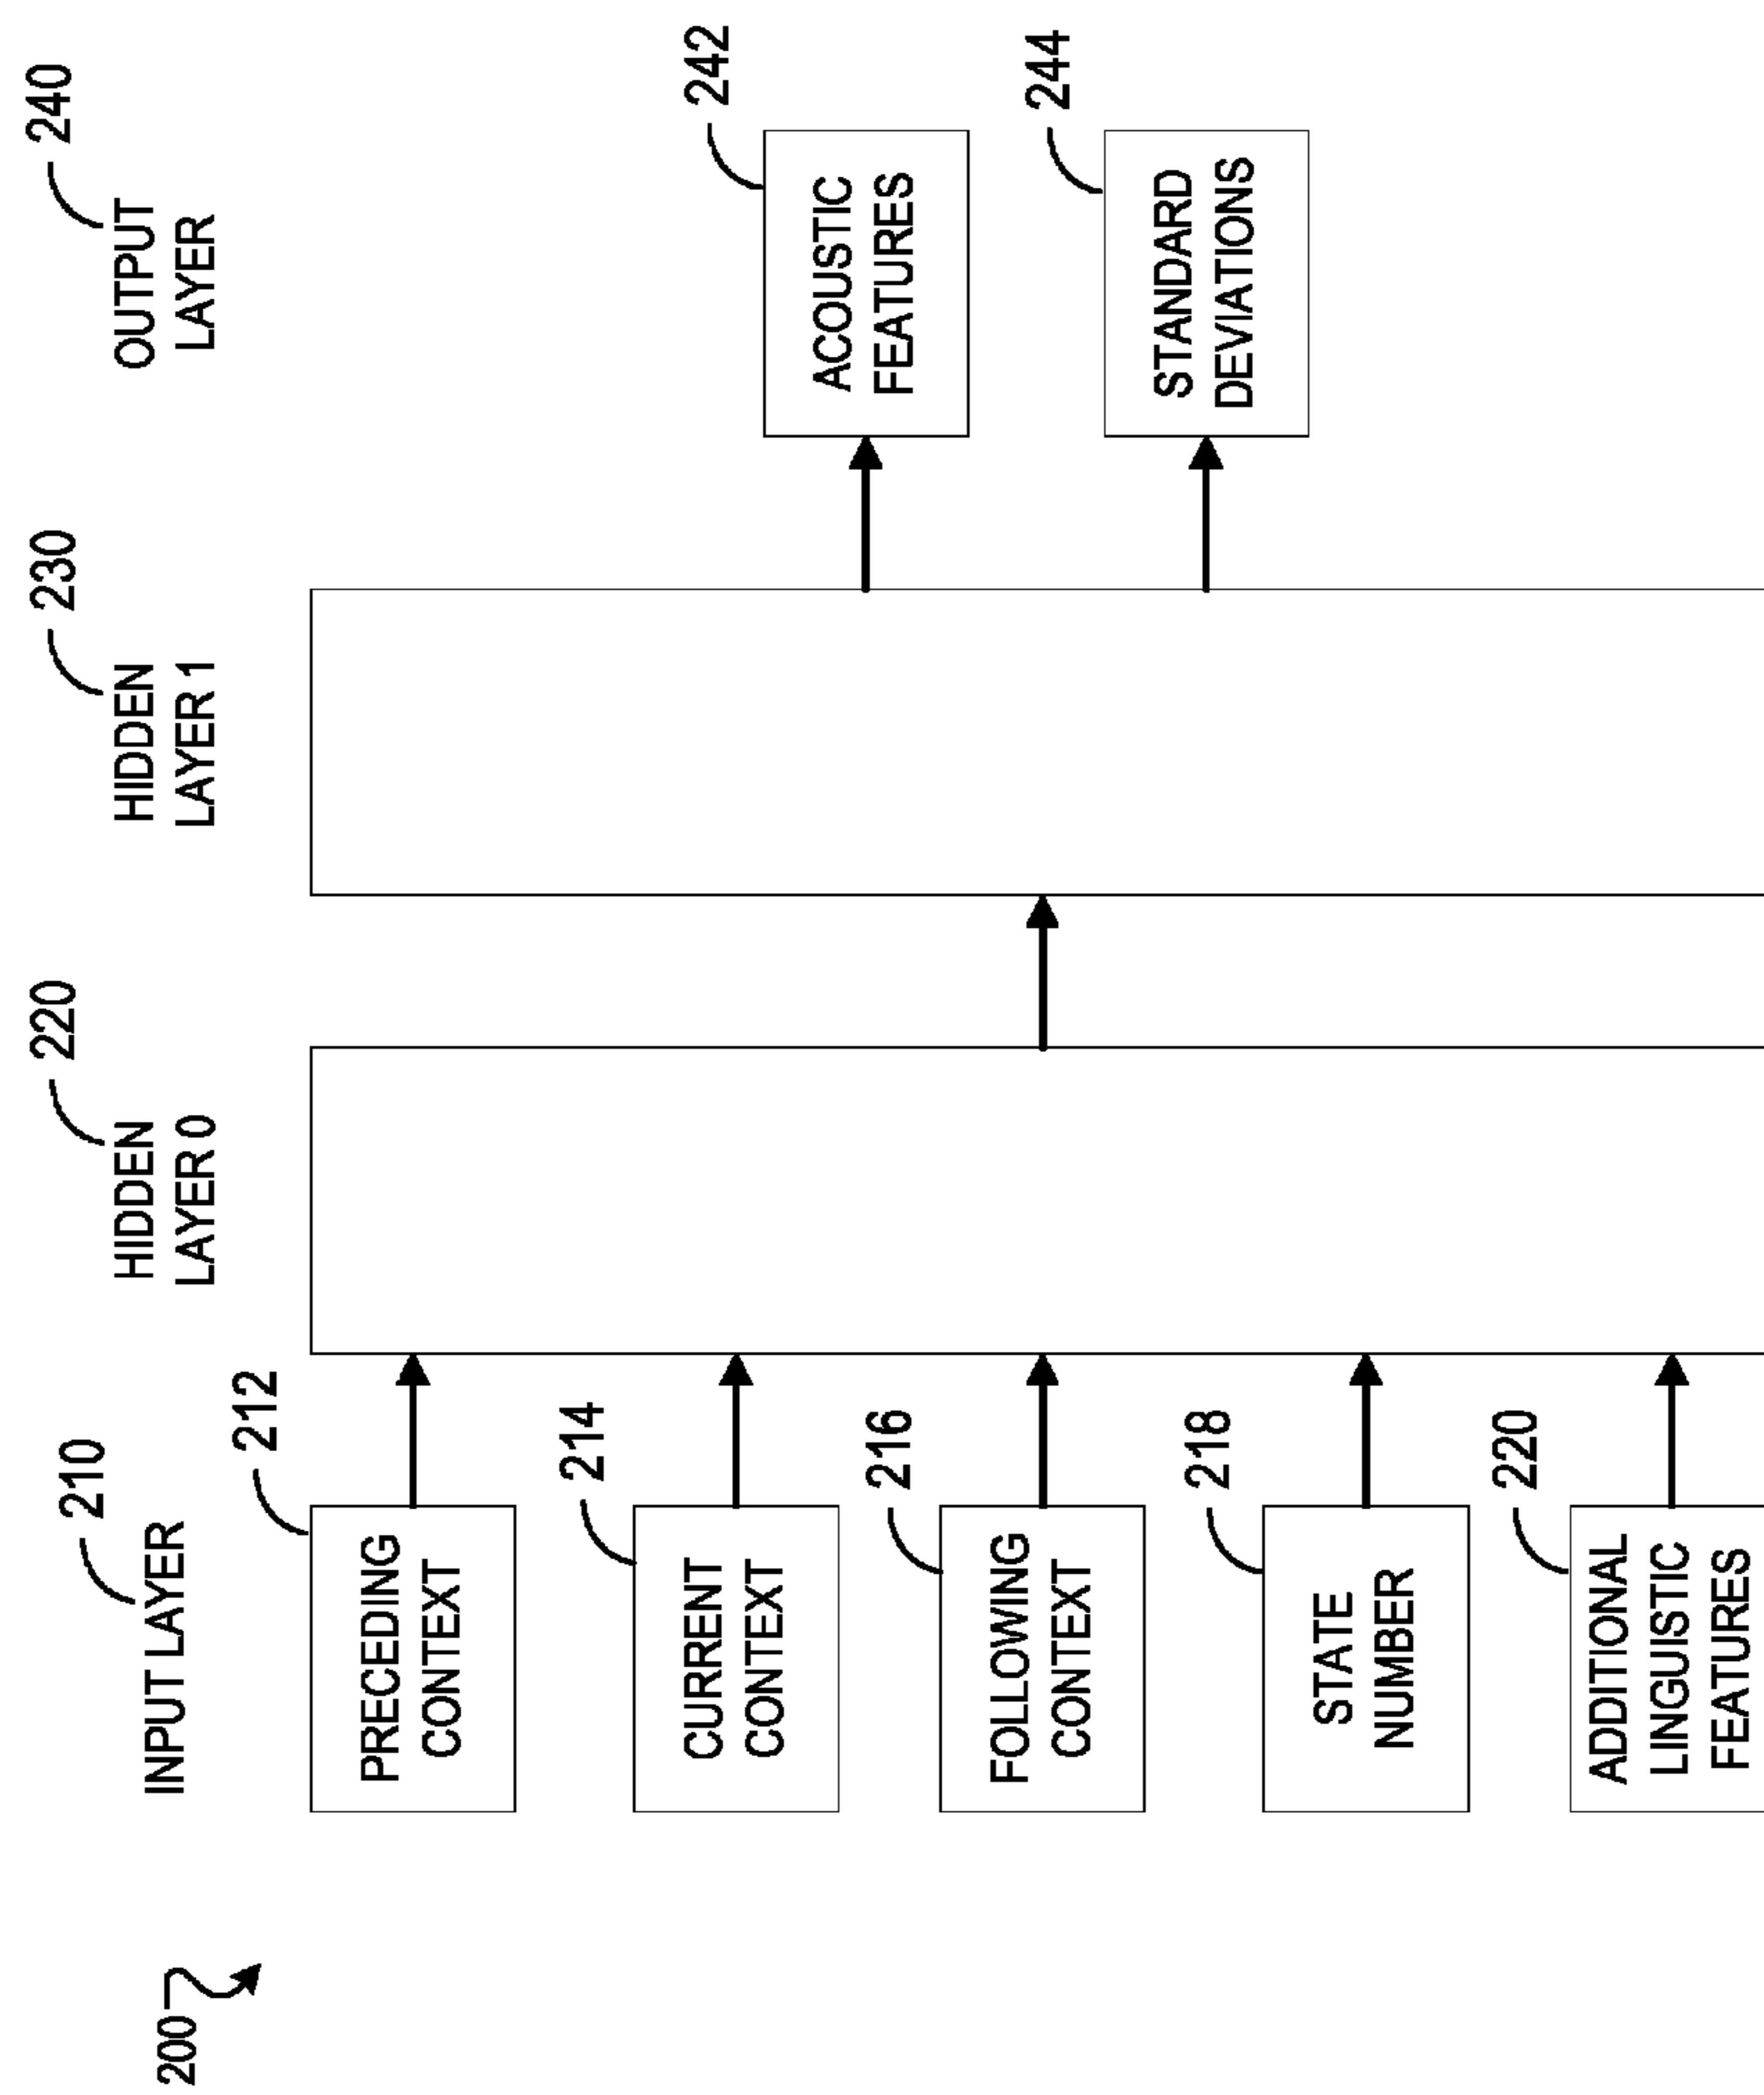 200
210
INPUT LAYER
220
HIDDEN
LAYER 0
230
HIDDEN
LAYER 1
240
OUTPUT
LAYER
212
PRECEDING
CONTEXT
214
CURRENT
CONTEXT
216
FOLLOWING
CONTEXT
218
STATE
NUMBER
220
ADDITIONAL
LINGUISTIC
FEATURES
242
ACOUSTIC
FEATURES
244
STANDARD
DEVIATIONS